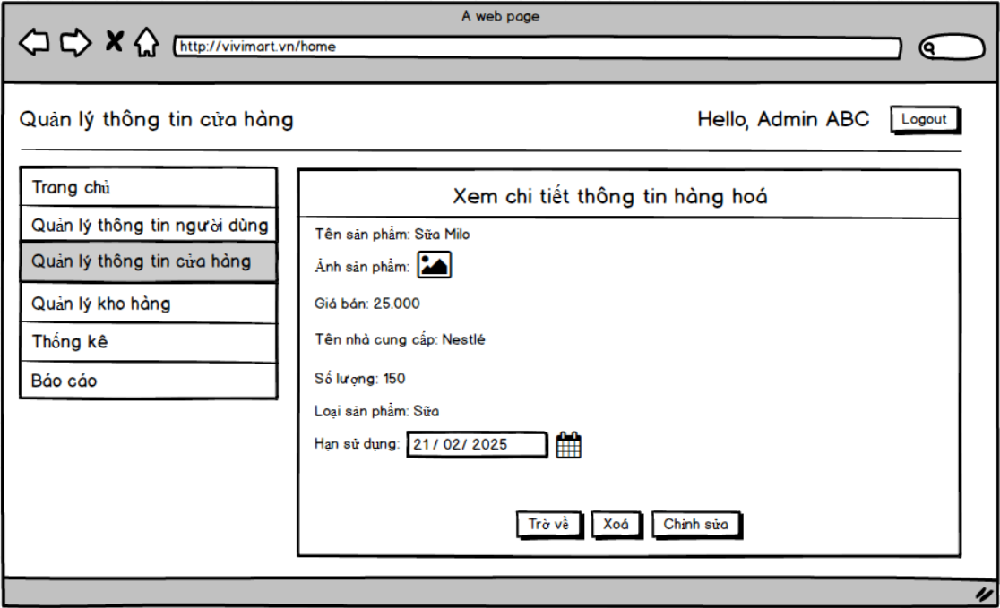 A web page
http://vivimart.vn/home
Quản lý thông tin cửa hàng
Hello, Admin ABC
Logout
Trang chủ
Quản lý thông tin người dùng
Quản lý thông tin cửa hàng
Quản lý kho hàng
Thống kê
Báo cáo
Xem chi tiết thông tin hàng hoá
Tên sản phẩm: Sữa Milo
Ảnh sản phẩm:
Giá bán: 25.000
Tên nhà cung cấp: Nestlé
Số lượng: 150
Loại sản phẩm: Sữa
Hạn sử dụng: 21 / 02/ 2025
Trở về Xoá Chỉnh sửa